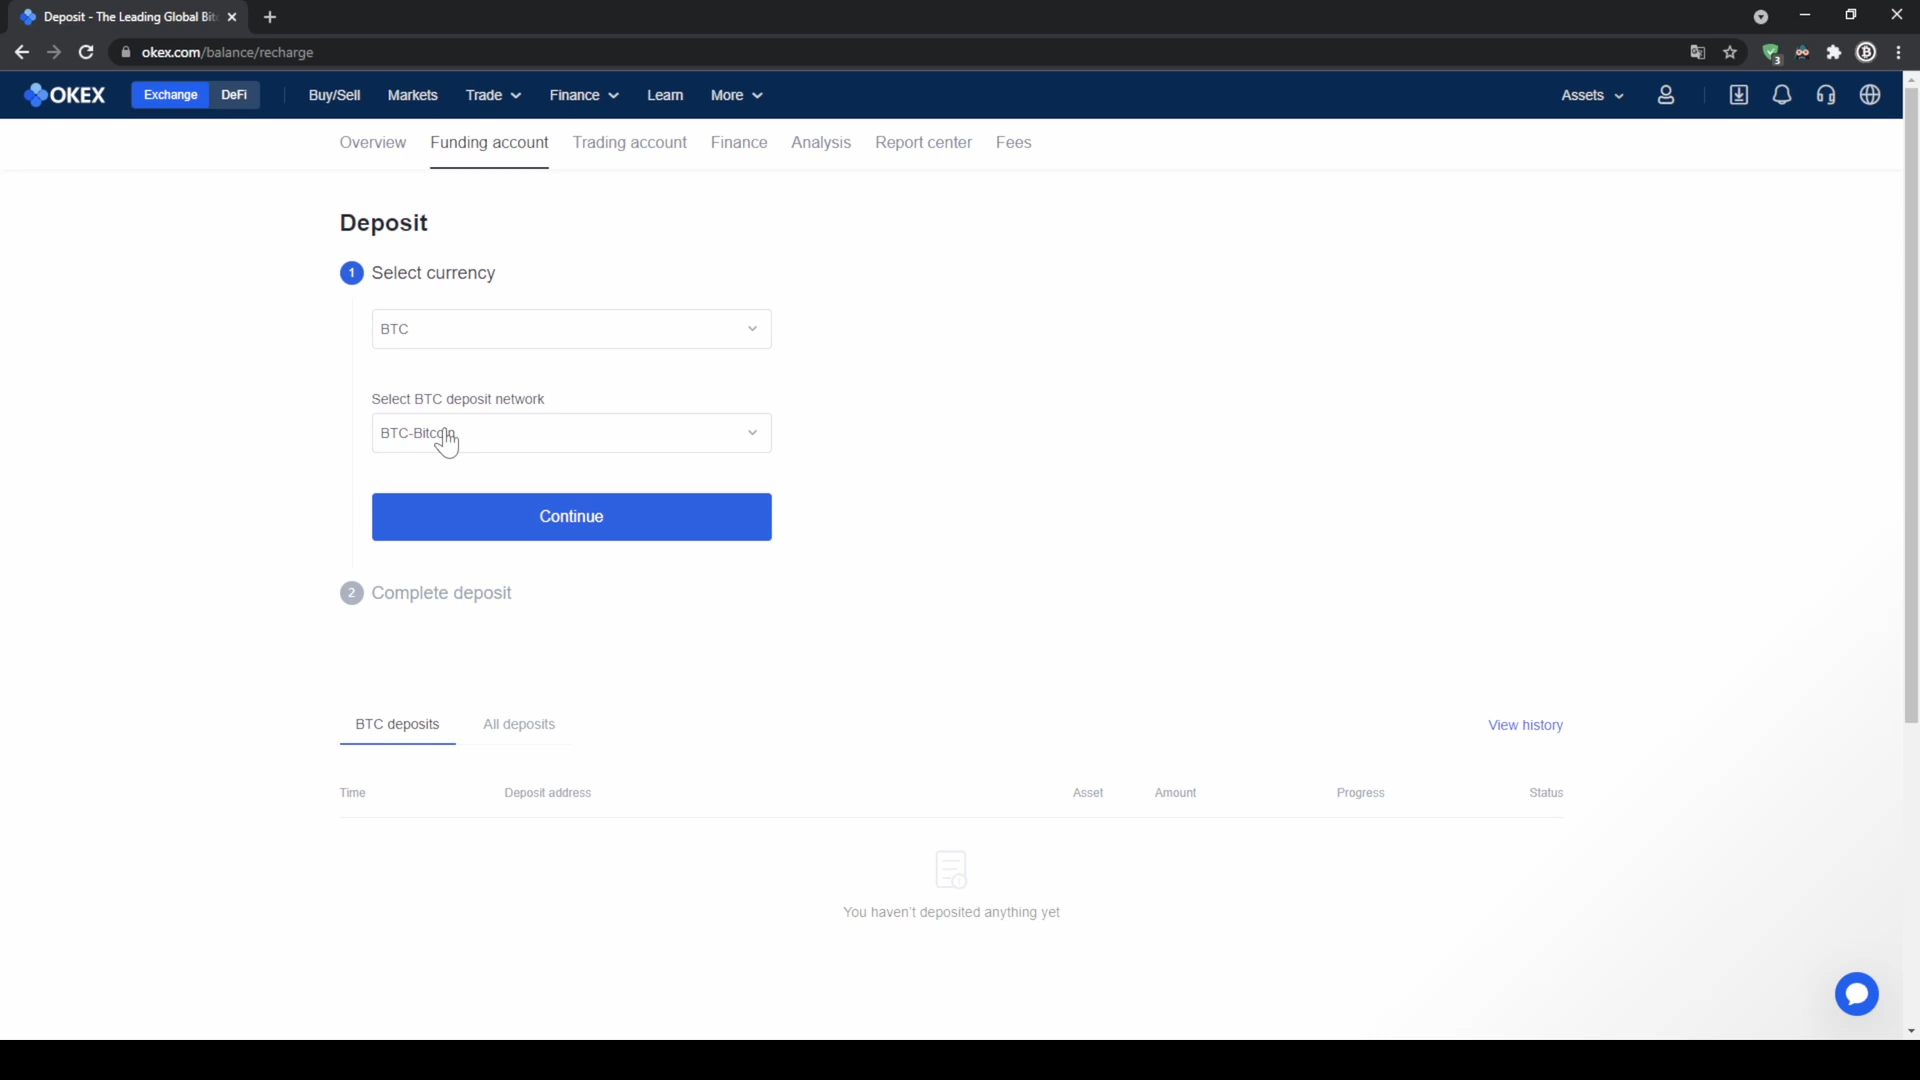 Deposit - The Leading Global Bit
okex.com/balance/recharge
3
OKEX
Exchange
DeFi
Buy/Sell
Markets
Trade
Finance
Learn
More
Assets
Overview
Funding account
Trading account
Finance
Analysis
Report center
Fees
Deposit
1 Select currency
BTC
Select BTC deposit network
BTC-Bitcoin
Continue
2 Complete deposit
BTC deposits
All deposits
View history
Time
Deposit address
Asset
Amount
Progress
Status
You haven't deposited anything yet